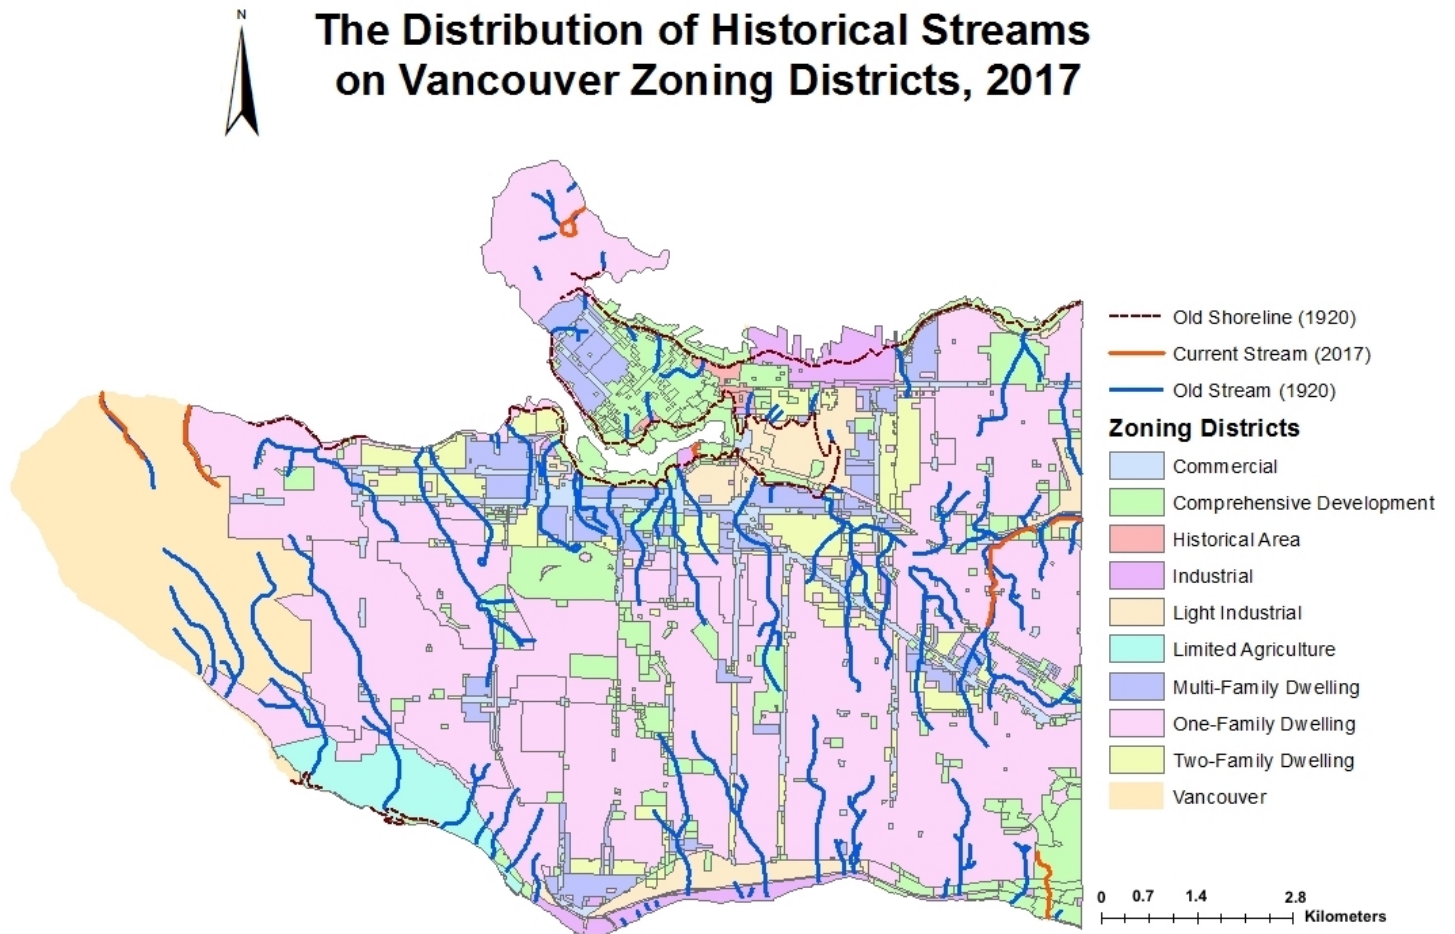 N
The Distribution of Historical Streams
on Vancouver Zoning Districts, 2017
Old Shoreline (1920)
Current Stream (2017)
Old Stream (1920)
Zoning Districts
Commercial
Comprehensive Development
Historical Area
Industrial
Light Industrial
Limited Agriculture
Multi-Family Dwelling
One-Family Dwelling
Two-Family Dwelling
Vancouver
0 0.7 1.4 2.8
Kilometers